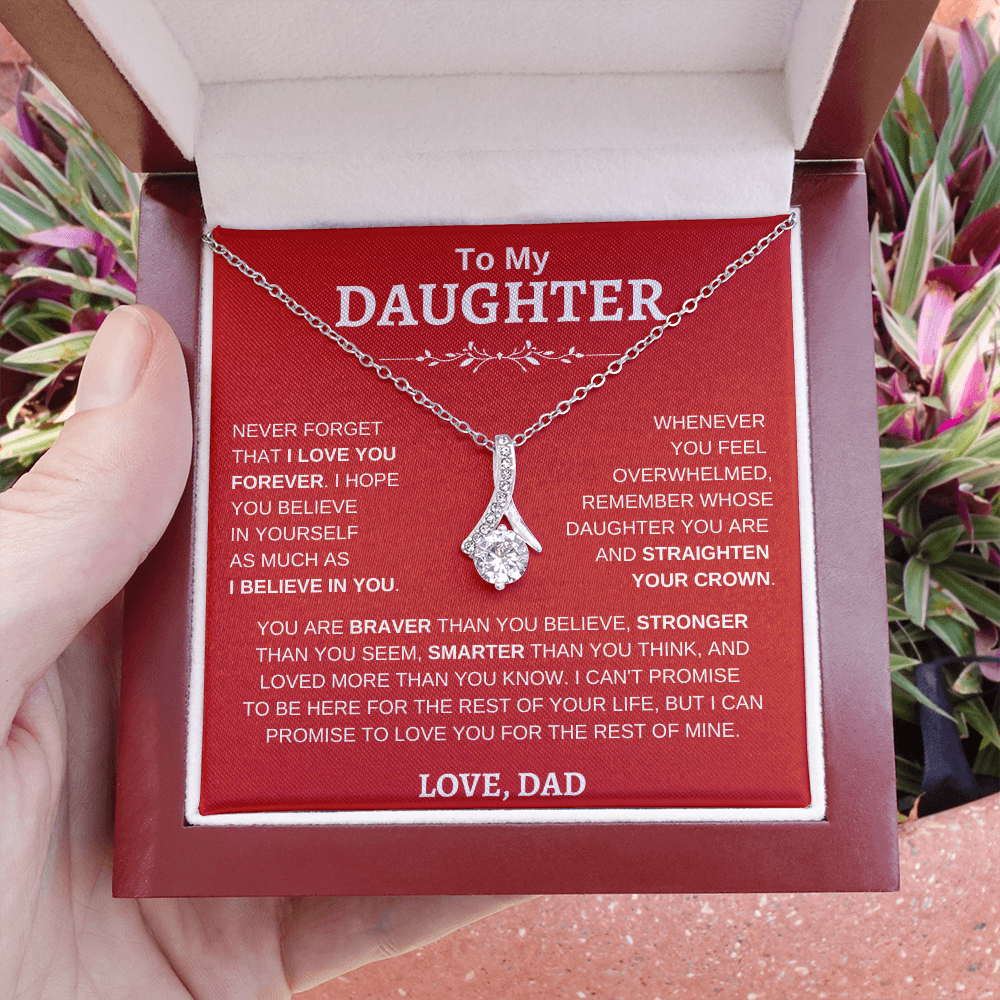 To My
DAUGHTER
NEVER FORGET
THAT I LOVE YOU
FOREVER. I HOPE
YOU BELIEVE
IN YOURSELF
AS MUCH AS
I BELIEVE IN YOU.
WHENEVER
YOU FEEL
OVERWHELMED,
REMEMBER WHOSE
DAUGHTER YOU ARE
AND STRAIGHTEN
YOUR CROWN.
YOU ARE BRAVER THAN YOU BELIEVE, STRONGER
THAN YOU SEEM, SMARTER THAN YOU THINK, AND
LOVED MORE THAN YOU KNOW. I CAN'T PROMISE
TO BE HERE FOR THE REST OF YOUR LIFE, BUT I CAN
PROMISE TO LOVE YOU FOR THE REST OF MINE.
LOVE, DAD